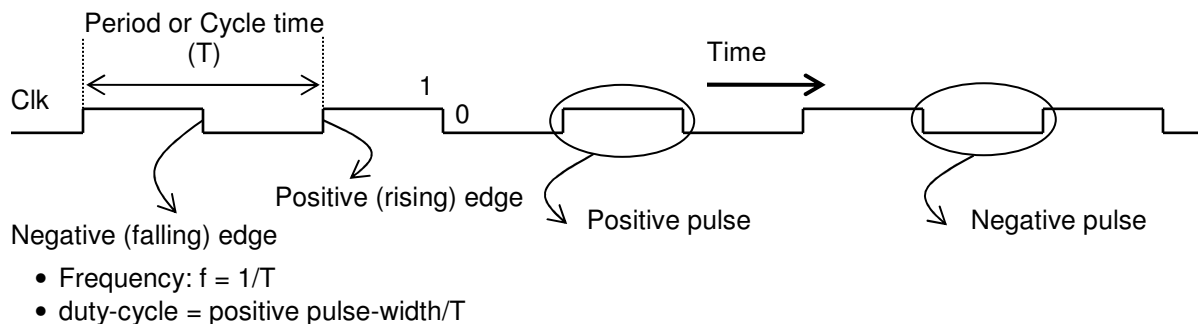 Period or Cycle time
(T)
Time
Clk
1
0
Positive (rising) edge
Positive pulse
Negative pulse
Negative (falling) edge
• Frequency: f = 1/T
• duty-cycle = positive pulse-width/T